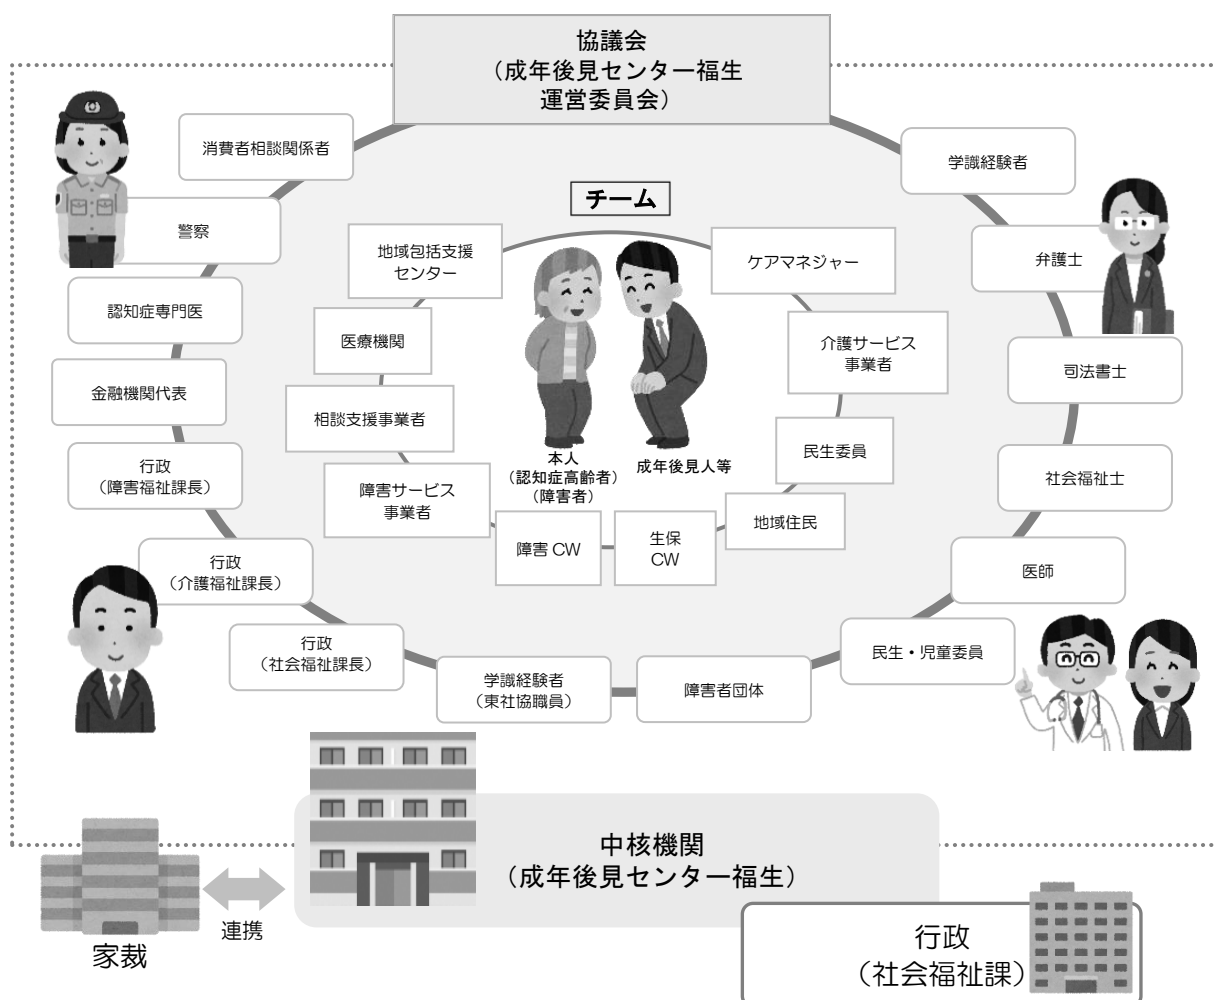 協議会
（成年後見センター福生
運営委員会）
消費者相談関係者
学識経験者
チーム
警察
弁護士
地域包括支援
センター
ケアマネジャー
認知症専門医
医療機関
介護サービス
事業者
司法書士
金融機関代表
相談支援事業者
民生委員
本人
（認知症高齢者）
（障害者）
成年後見人等
行政
（障害福祉課長）
社会福祉士
障害サービス
事業者
地域住民
障害 CW
生保
CW
行政
（介護福祉課長）
医師
行政
（社会福祉課長）
民生・児童委員
学識経験者
（東社協職員）
障害者団体
中核機関
（成年後見センター福生）
連携
家裁
行政
（社会福祉課）